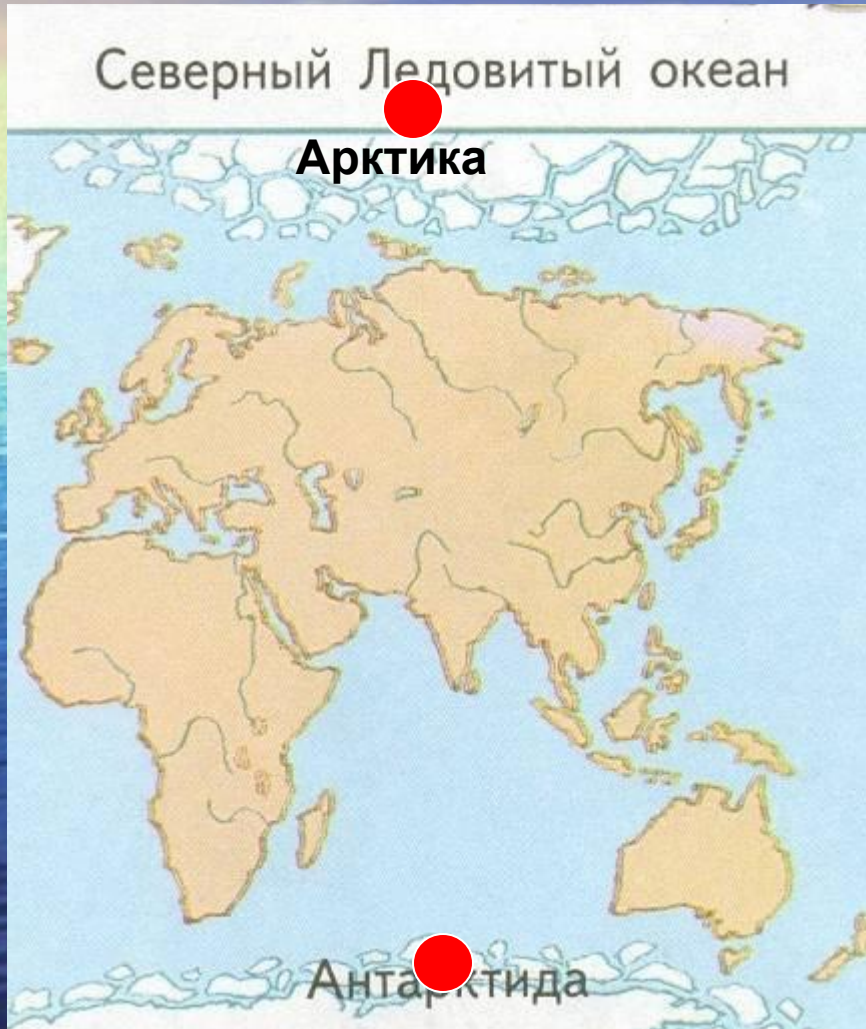 Северный Ледовитый океан
Арктика
Антарктида